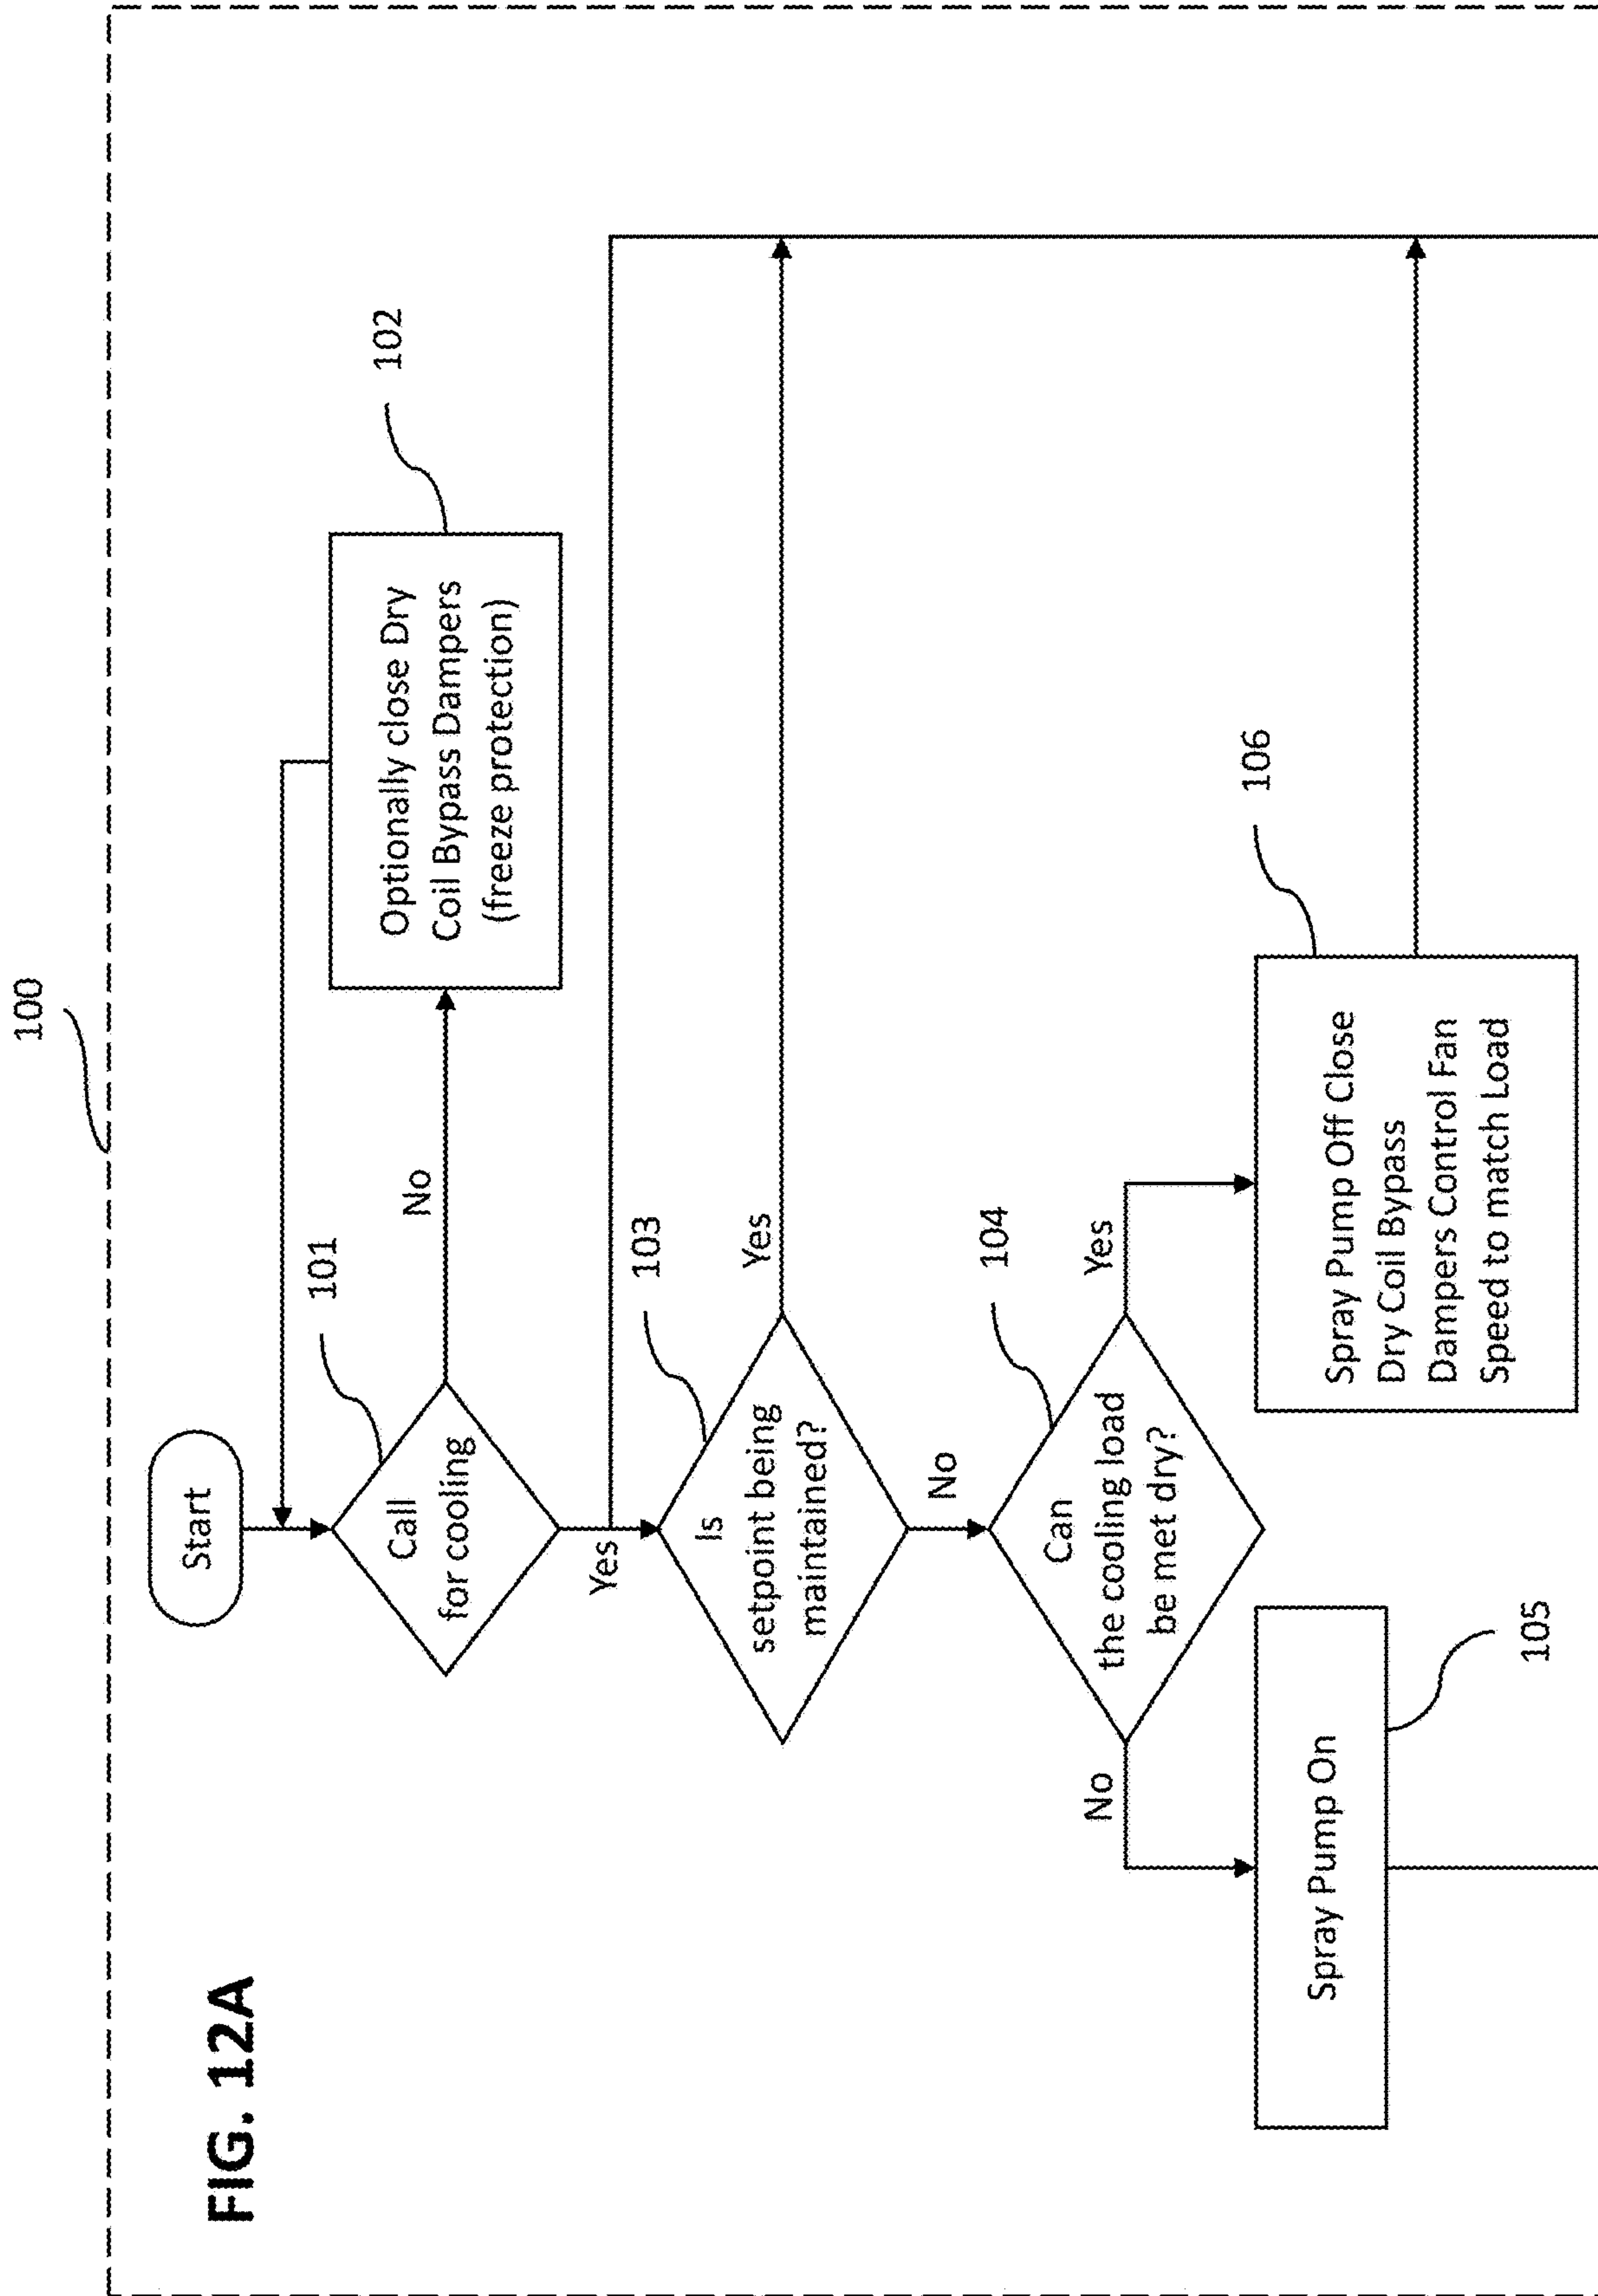 FIG. 12A
100
Start
101
Call
for cooling
No
102
Optionally close Dry
Coil Bypass Dampers
(freeze protection)
Yes
103
Is
setpoint being
maintained?
Yes
No
104
Can
the cooling load
be met dry?
No
Yes
Spray Pump On
105
106
Spray Pump Off Close
Dry Coil Bypass
Dampers Control Fan
Speed to match Load